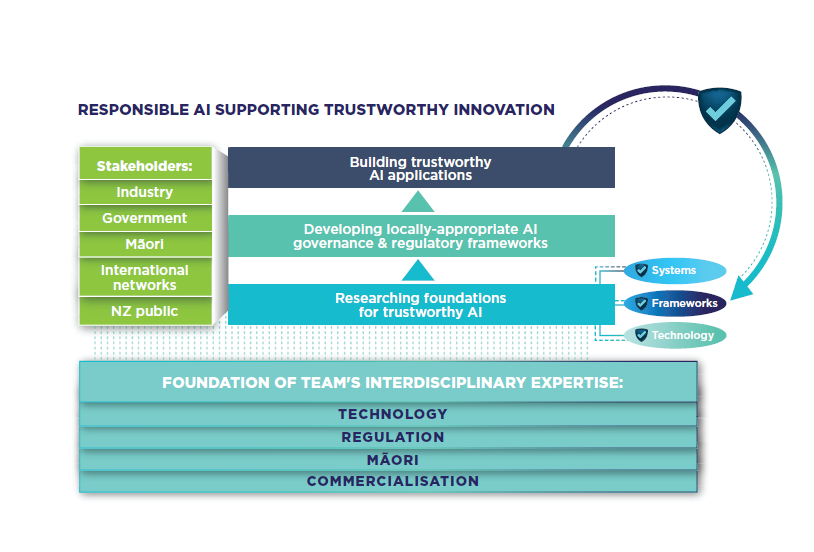 RESPONSIBLE AI SUPPORTING TRUSTWORTHY INNOVATION
Stakeholders:
Industry
Government
Māori
International
networks
NZ public
Building trustworthy
AI applications
Developing locally-appropriate AI
governance & regulatory frameworks
Researching foundations
for trustworthy AI
Systems
Frameworks
Technology
FOUNDATION OF TEAM'S INTERDISCIPLINARY EXPERTISE:
TECHNOLOGY
REGULATION
MĀORI
COMMERCIALISATION